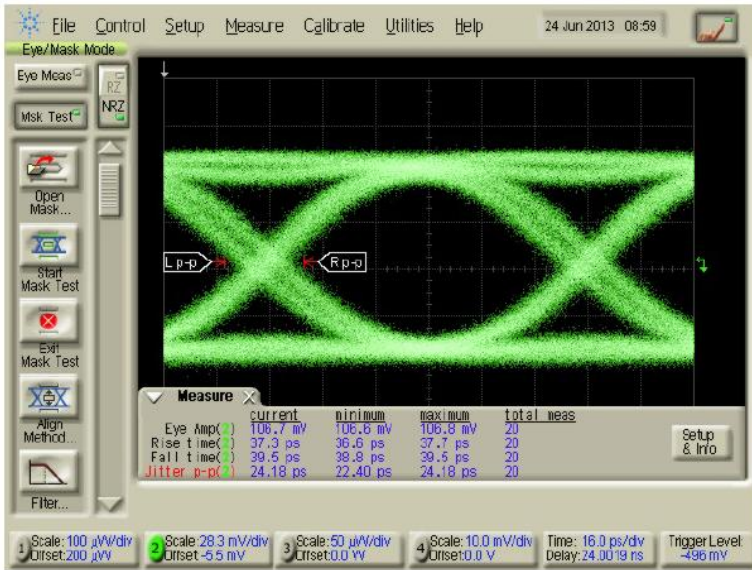 File Control Setup Measure Calibrate Utilities Help 24 Jun 2013 08:59
Eye/Mask Mode
Eye Meas
RZ
NRZ
Msk Test
Open
Mask...
Start
Mask Test
Exit
Mask Test
Align
Method...
Filter...
L p-p
R p-p
Measure
current minimum maximum total meas
Eye Amp(2) 106.7 mV 106.6 mV 106.8 mV 20
Rise time(2) 37.3 ps 36.6 ps 37.7 ps 20
Fall time(2) 39.5 ps 38.8 ps 39.5 ps 20
Jitter p-p(2) 24.18 ps 22.40 ps 24.18 ps 20
Setup
& Info
1 Scale: 100 µW/div
Offset:200 µW
2 Scale:28.3 mV/div
Offset-5.5 mV
3 Scale:50 µW/div
Offset:0.0 W
4 Scale:10.0 mV/div
Offset:0.0 V
Time: 16.0 ps/div
Delay:24.0019 ns
Trigger Level:
-496 mV